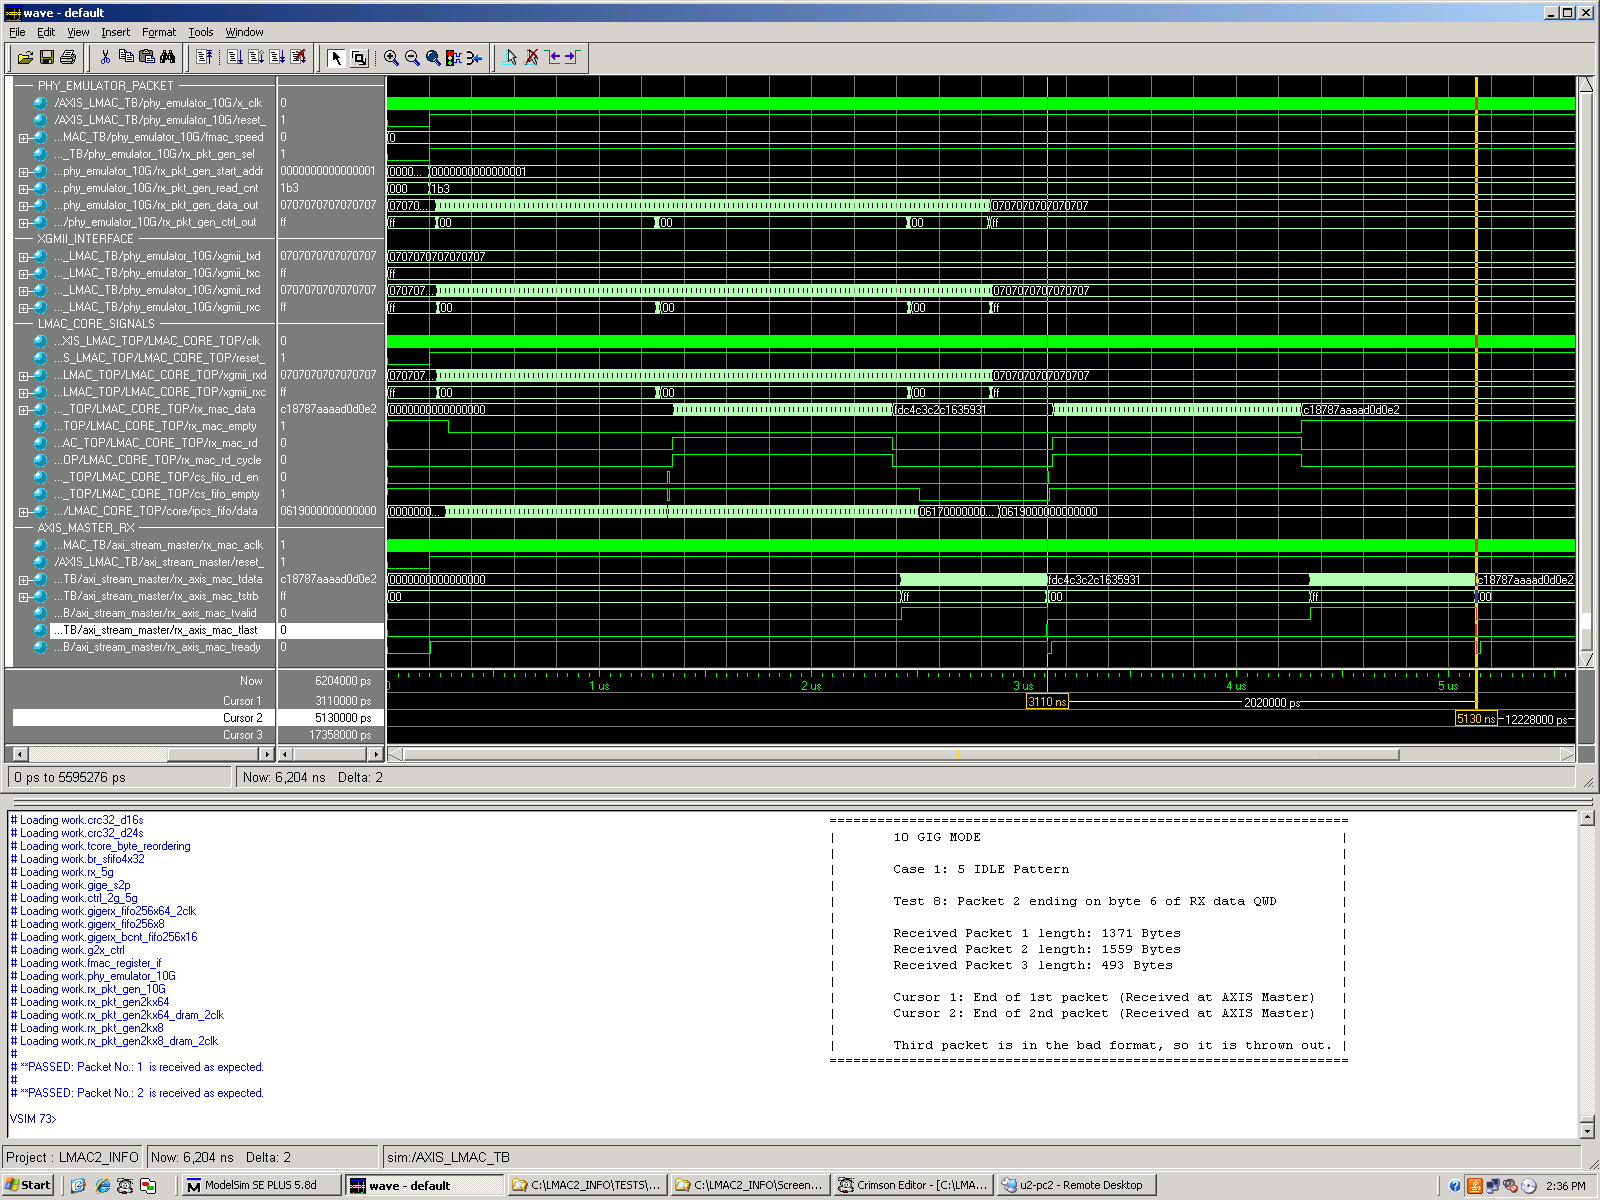 wave - default
File Edit View Insert Format Tools Window
PHY_EMULATOR_PACKET
/AXIS_LMAC_TB/phy_emulator_10G/x_clk 0
/AXIS_LMAC_TB/phy_emulator_10G/reset_ 1
...MAC_TB/phy_emulator_10G/fmac_speed 0 0
..._TB/phy_emulator_10G/rx_pkt_gen_sel 1
...phy_emulator_10G/rx_pkt_gen_start_addr 0000000000000001 0000... 0000000000000001
...phy_emulator_10G/rx_pkt_gen_read_cnt 1b3 000 1b3
...phy_emulator_10G/rx_pkt_gen_data_out 0707070707070707 07070... 0707070707070707
.../phy_emulator_10G/rx_pkt_gen_ctrl_out ff ff 00 00 00 ff
XGMII_INTERFACE
..._LMAC_TB/phy_emulator_10G/xgmii_txd 0707070707070707 0707070707070707
..._LMAC_TB/phy_emulator_10G/xgmii_txc ff ff
..._LMAC_TB/phy_emulator_10G/xgmii_rxd 0707070707070707 070707... 0707070707070707
..._LMAC_TB/phy_emulator_10G/xgmii_rxc ff ff 00 00 00 ff
LMAC_CORE_SIGNALS
...XIS_LMAC_TOP/LMAC_CORE_TOP/clk 0
...S_LMAC_TOP/LMAC_CORE_TOP/reset_ 1
...LMAC_TOP/LMAC_CORE_TOP/xgmii_rxd 0707070707070707 070707... 0707070707070707
...LMAC_TOP/LMAC_CORE_TOP/xgmii_rxc ff ff 00 00 00 ff
..._TOP/LMAC_CORE_TOP/rx_mac_data c18787aaaad0d0e2 0000000000000000 fdc4c3c2c1635931 c18787aaaad0d0e2
...TOP/LMAC_CORE_TOP/rx_mac_empty 1
...AC_TOP/LMAC_CORE_TOP/rx_mac_rd 0
...OP/LMAC_CORE_TOP/rx_mac_rd_cycle 0
..._TOP/LMAC_CORE_TOP/cs_fifo_rd_en 0
..._TOP/LMAC_CORE_TOP/cs_fifo_empty 1
.../LMAC_CORE_TOP/core/ipcs_fifo/data 0619000000000000 0000000... 06170000000... 0619000000000000
AXIS_MASTER_RX
...MAC_TB/axi_stream_master/rx_mac_aclk 1
/AXIS_LMAC_TB/axi_stream_master/reset_ 1
...TB/axi_stream_master/rx_axis_mac_tdata c18787aaaad0d0e2 0000000000000000 fdc4c3c2c1635931 c18787aaaad0d0e2
...TB/axi_stream_master/rx_axis_mac_tstrb ff 00 ff 00 ff 00
...B/axi_stream_master/rx_axis_mac_tvalid 0
...TB/axi_stream_master/rx_axis_mac_tlast 0
...B/axi_stream_master/rx_axis_mac_tready 0
Now 6204000 ps 0 1 us 2 us 3 us 4 us 5 us
Cursor 1 3110000 ps 3110 ns 2020000 ps
Cursor 2 5130000 ps 5130 ns 12228000 ps
Cursor 3 17358000 ps
0 ps to 5595276 ps Now: 6,204 ns Delta: 2
# Loading work.crc32_d16s
# Loading work.crc32_d24s
# Loading work.tcore_byte_reordering
# Loading work.br_sfifo4x32
# Loading work.rx_5g
# Loading work.gige_s2p
# Loading work.ctrl_2g_5g
# Loading work.gigerx_fifo256x64_2clk
# Loading work.gigerx_fifo256x8
# Loading work.gigerx_bcnt_fifo256x16
# Loading work.g2x_ctrl
# Loading work.fmac_register_if
# Loading work.phy_emulator_10G
# Loading work.rx_pkt_gen_10G
# Loading work.rx_pkt_gen2kx64
# Loading work.rx_pkt_gen2kx64_dram_2clk
# Loading work.rx_pkt_gen2kx8
# Loading work.rx_pkt_gen2kx8_dram_2clk
#
# **PASSED: Packet No.: 1 is received as expected.
#
# **PASSED: Packet No.: 2 is received as expected.
VSIM 73>
=================================================================
| 10 GIG MODE |
| |
| Case 1: 5 IDLE Pattern |
| |
| Test 8: Packet 2 ending on byte 6 of RX data QWD |
| |
| Received Packet 1 length: 1371 Bytes |
| Received Packet 2 length: 1559 Bytes |
| Received Packet 3 length: 493 Bytes |
| |
| Cursor 1: End of 1st packet (Received at AXIS Master) |
| Cursor 2: End of 2nd packet (Received at AXIS Master) |
| |
| Third packet is in the bad format, so it is thrown out. |
=================================================================
Project : LMAC2_INFO Now: 6,204 ns Delta: 2 sim:/AXIS_LMAC_TB
Start ModelSim SE PLUS 5.8d wave - default C:\LMAC2_INFO\TESTS\... C:\LMAC2_INFO\Screen... Crimson Editor - [C:\LMA... u2-pc2 - Remote Desktop 2:36 PM